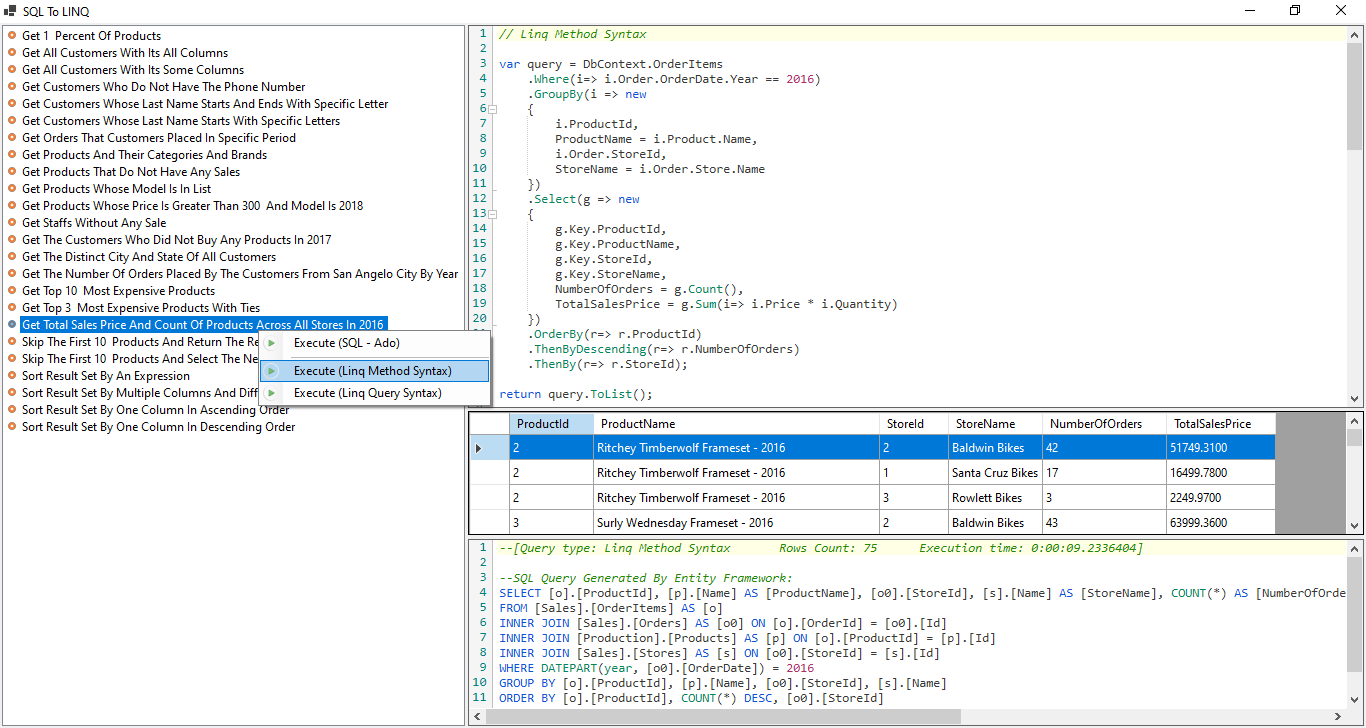 SQL To LINQ
Get 1  Percent Of Products
Get All Customers With Its All Columns
Get All Customers With Its Some Columns
Get Customers Who Do Not Have The Phone Number
Get Customers Whose Last Name Starts And Ends With Specific Letter
Get Customers Whose Last Name Starts With Specific Letters
Get Orders That Customers Placed In Specific Period
Get Products And Their Categories And Brands
Get Products That Do Not Have Any Sales
Get Products Whose Model Is In List
Get Products Whose Price Is Greater Than 300  And Model Is 2018
Get Staffs Without Any Sale
Get The Customers Who Did Not Buy Any Products In 2017
Get The Distinct City And State Of All Customers
Get The Number Of Orders Placed By The Customers From San Angelo City By Year
Get Top 10  Most Expensive Products
Get Top 3  Most Expensive Products With Ties
Get Total Sales Price And Count Of Products Across All Stores In 2016
Skip The First 10  Products And Return The Re
Skip The First 10  Products And Select The Ne
Sort Result Set By An Expression
Sort Result Set By Multiple Columns And Diff
Sort Result Set By One Column In Ascending Order
Sort Result Set By One Column In Descending Order
Execute (SQL - Ado)
Execute (Linq Method Syntax)
Execute (Linq Query Syntax)
1 // Linq Method Syntax
2
3 var query = DbContext.OrderItems
4     .Where(i=> i.Order.OrderDate.Year == 2016)
5     .GroupBy(i => new
6     {
7         i.ProductId,
8         ProductName = i.Product.Name,
9         i.Order.StoreId,
10         StoreName = i.Order.Store.Name
11     })
12     .Select(g => new
13     {
14         g.Key.ProductId,
15         g.Key.ProductName,
16         g.Key.StoreId,
17         g.Key.StoreName,
18         NumberOfOrders = g.Count(),
19         TotalSalesPrice = g.Sum(i=> i.Price * i.Quantity)
20     })
    .OrderBy(r=> r.ProductId)
    .ThenByDescending(r=> r.NumberOfOrders)
    .ThenBy(r=> r.StoreId);
return query.ToList();
ProductId ProductName StoreId StoreName NumberOfOrders TotalSalesPrice
2 Ritchey Timberwolf Frameset - 2016 2 Baldwin Bikes 42 51749.3100
2 Ritchey Timberwolf Frameset - 2016 1 Santa Cruz Bikes 17 16499.7800
2 Ritchey Timberwolf Frameset - 2016 3 Rowlett Bikes 3 2249.9700
3 Surly Wednesday Frameset - 2016 2 Baldwin Bikes 43 63999.3600
1 --[Query type: Linq Method Syntax       Rows Count: 75      Execution time: 0:00:09.2336404]
2
3 --SQL Query Generated By Entity Framework:
4 SELECT [o].[ProductId], [p].[Name] AS [ProductName], [o0].[StoreId], [s].[Name] AS [StoreName], COUNT(*) AS [NumberOfOrde
5 FROM [Sales].[OrderItems] AS [o]
6 INNER JOIN [Sales].[Orders] AS [o0] ON [o].[OrderId] = [o0].[Id]
7 INNER JOIN [Production].[Products] AS [p] ON [o].[ProductId] = [p].[Id]
8 INNER JOIN [Sales].[Stores] AS [s] ON [o0].[StoreId] = [s].[Id]
9 WHERE DATEPART(year, [o0].[OrderDate]) = 2016
10 GROUP BY [o].[ProductId], [p].[Name], [o0].[StoreId], [s].[Name]
11 ORDER BY [o].[ProductId], COUNT(*) DESC, [o0].[StoreId]